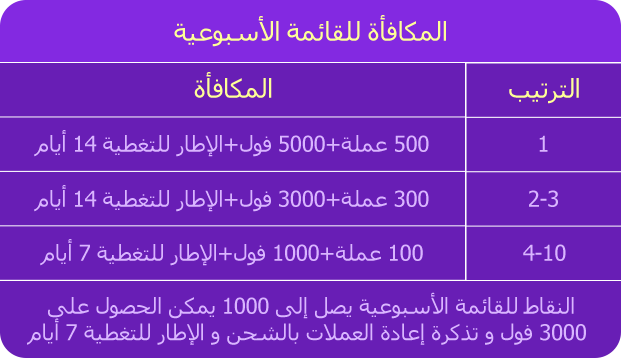 المكافأة للقائمة الأسبوعية
الترتيب المكافأة
1 500 عملة+5000 فول+الإطار للتغطية 14 أيام
2-3 300 عملة+3000 فول+الإطار للتغطية 14 أيام
4-10 100 عملة+1000 فول+الإطار للتغطية 7 أيام
النقاط للقائمة الأسبوعية يصل إلى 1000 يمكن الحصول على
3000 فول و تذكرة إعادة العملات بالشحن و الإطار للتغطية 7 أيام